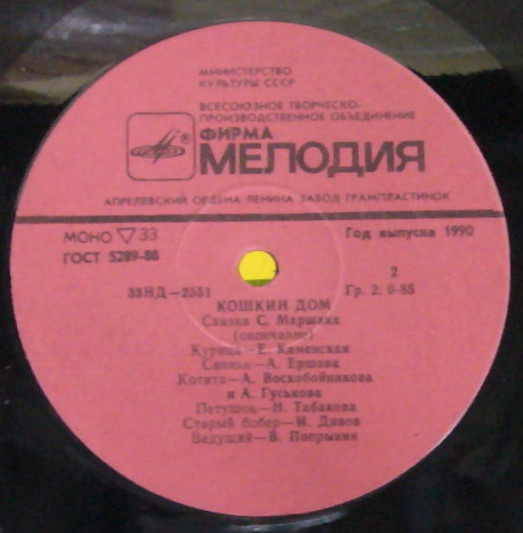 МИНИСТЕРСТВО
КУЛЬТУРЫ СССР
ВСЕСОЮЗНОЕ ТВОРЧЕСКО-
ПРОИЗВОДСТВЕННОЕ ОБЪЕДИНЕНИЕ
ФИРМА
® МЕЛОДИЯ
АПРЕЛЕВСКИЙ ОРДЕНА ЛЕНИНА ЗАВОД ГРАМПЛАСТИНОК
МОНО ▽ 33 Год выпуска 1990
ГОСТ 5289-88
2
33НД—2551 Гр. 2. 0-85
КОШКИН ДОМ
Сказка С. Маршака
(окончание)
Курица—Е. Каменская
Свинья—А. Ершова
Котята—А. Воскобойникова
и А. Гуськова
Петушок—Н. Табакова
Старый бобер—И. Дивов
Ведущий—В. Попрыкин